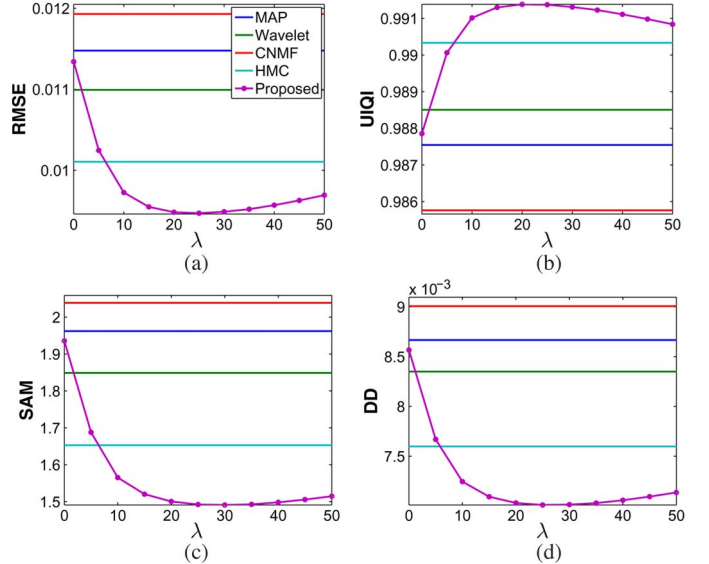 0.012
0.011
0.01
RMSE
0 10 20 30 40 50
λ
(a)
MAP
Wavelet
CNMF
HMC
Proposed
0.991
0.99
0.989
0.988
0.987
0.986
UIQI
0 10 20 30 40 50
λ
(b)
2
1.9
1.8
1.7
1.6
1.5
SAM
0 10 20 30 40 50
λ
(c)
x 10⁻³
9
8.5
8
7.5
DD
0 10 20 30 40 50
λ
(d)